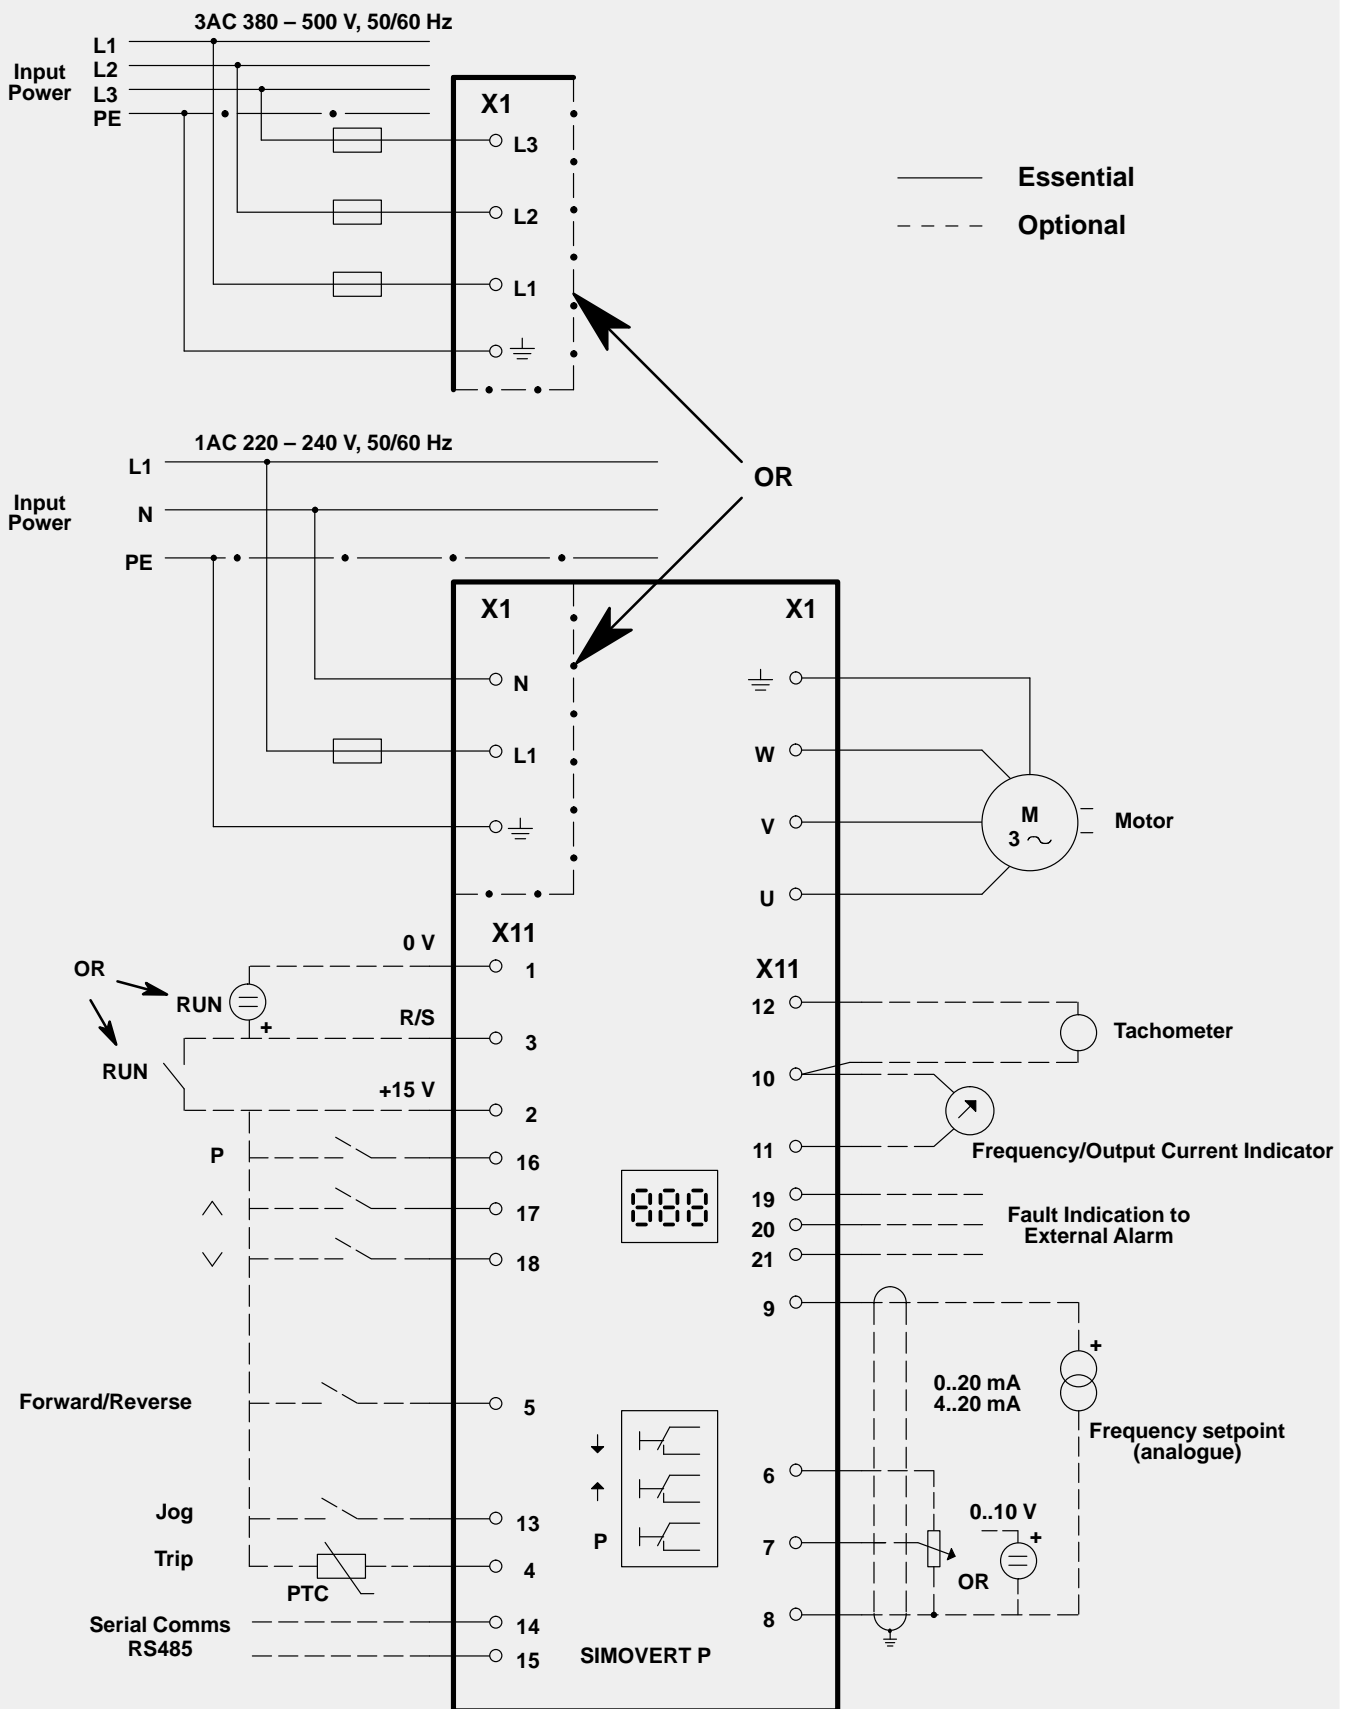 3AC 380 – 500 V, 50/60 Hz
L1
Input
Power
L2
L3
PE
X1
L3
L2
L1
Essential
Optional
1AC 220 – 240 V, 50/60 Hz
L1
OR
Input
Power
N
PE
X1
X1
N
L1
W
V
U
M
3
Motor
0 V
X11
1
OR
RUN
+
R/S
3
RUN
+15 V
2
P
16
17
18
X11
12
Tachometer
10
11
Frequency/Output Current Indicator
888
19
20
21
Fault Indication to
External Alarm
9
+
0..20 mA
4..20 mA
Frequency setpoint
(analogue)
Forward/Reverse
5
6
0..10 V
+
Jog
13
P
7
OR
Trip
4
PTC
8
Serial Comms
RS485
14
15
SIMOVERT P